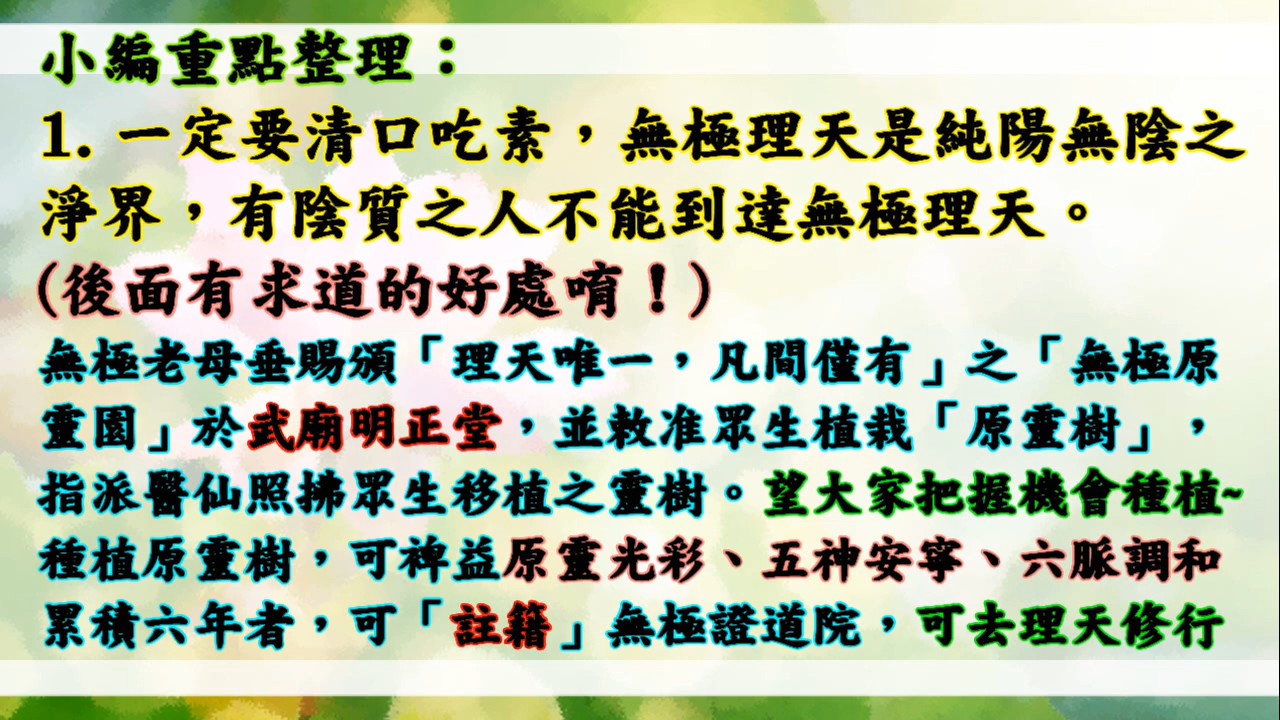 小編重點整理：
1. 一定要清口吃素，無極理天是純陽無陰之
淨界，有陰質之人不能到達無極理天。
(後面有求道的好處唷！)
無極老母垂賜頒「理天唯一，凡間僅有」之「無極原
靈園」於武廟明正堂，並敕准眾生植栽「原靈樹」，
指派醫仙照拂眾生移植之靈樹。望大家把握機會種植~
種植原靈樹，可裨益原靈光彩、五神安寧、六脈調和
累積六年者，可「註籍」無極證道院，可去理天修行